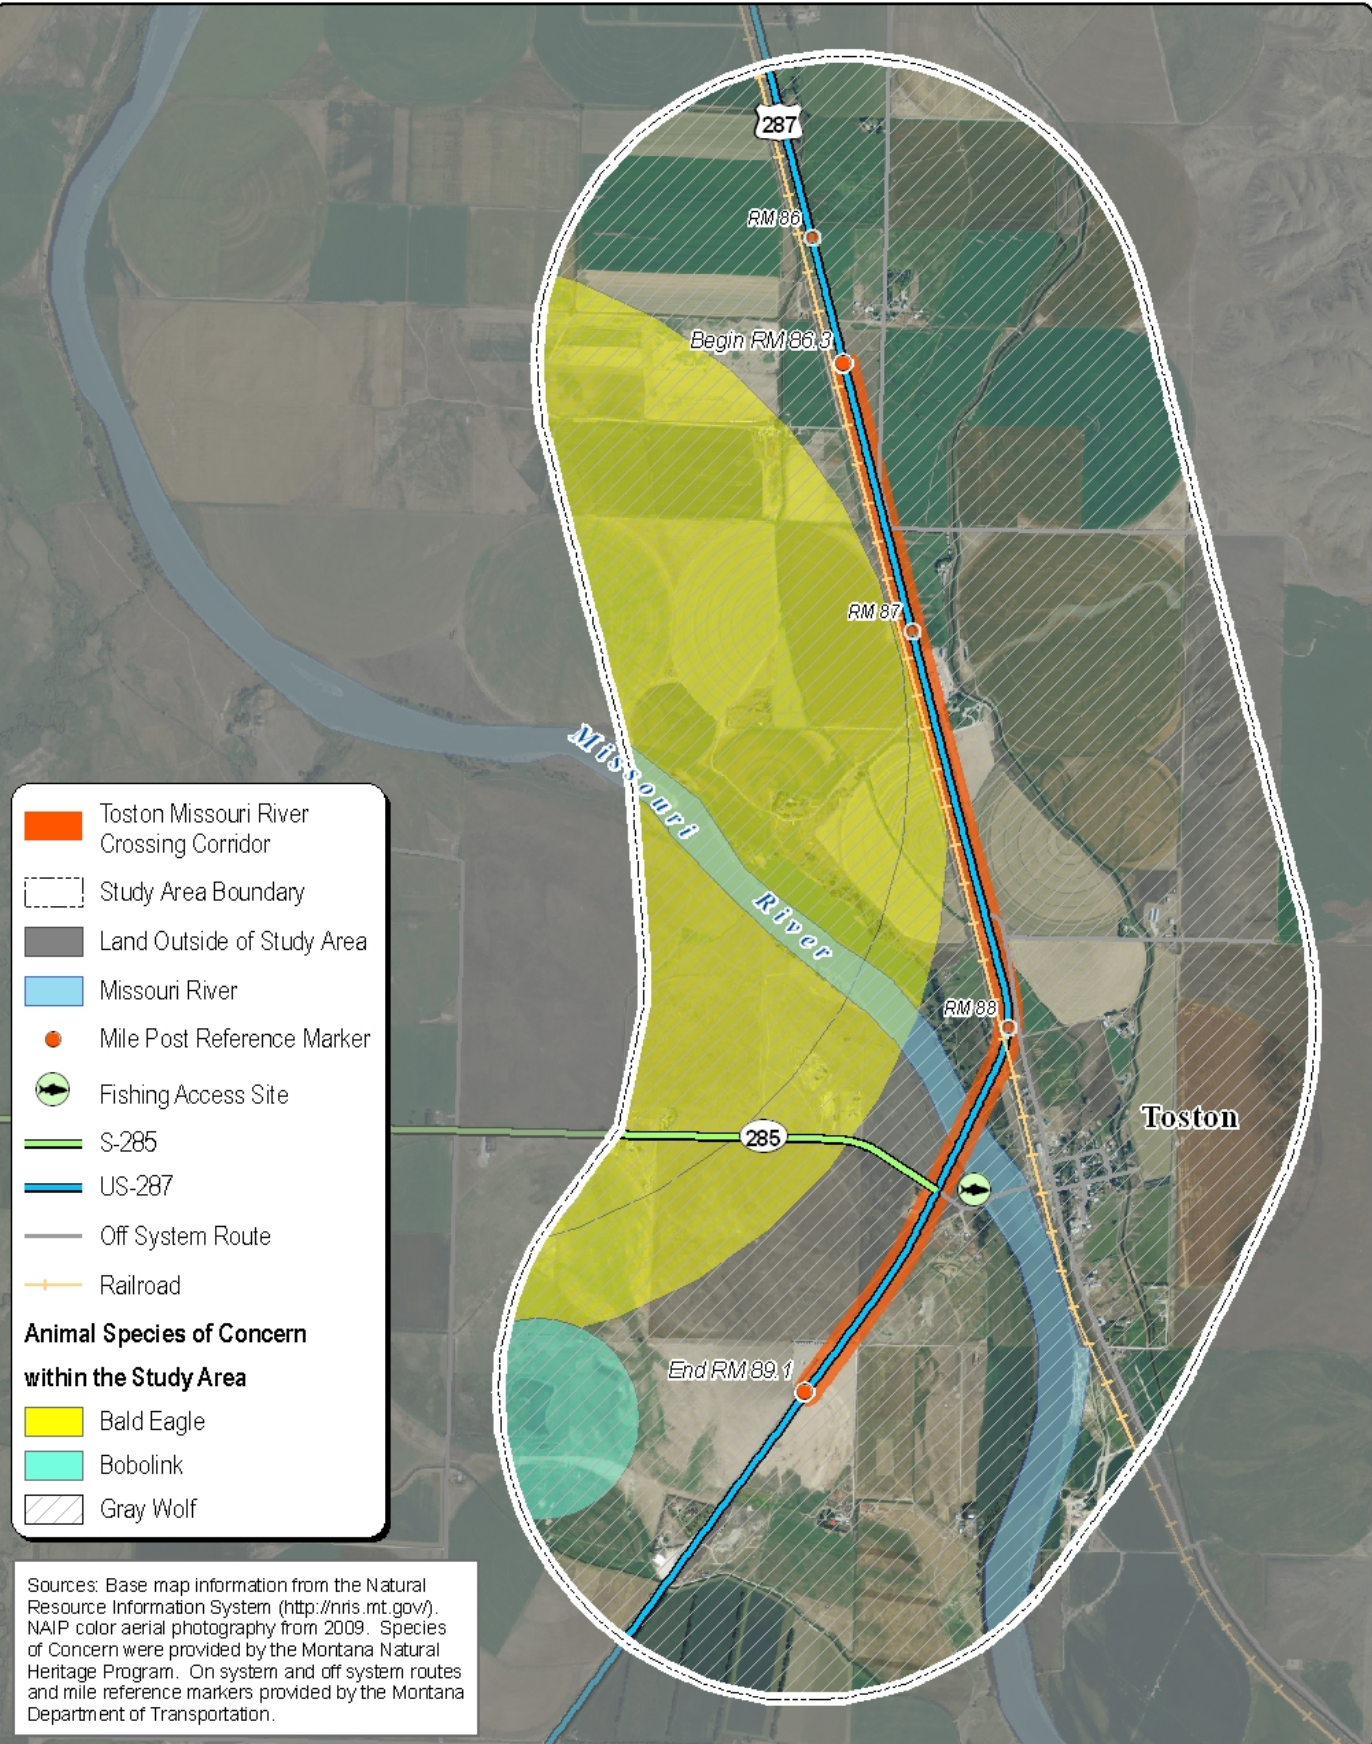 287
RM 86
Begin RM 86.3
RM 87
Missouri
River
RM 88
Toston
285
End RM 89.1
Toston Missouri River
Crossing Corridor
Study Area Boundary
Land Outside of Study Area
Missouri River
Mile Post Reference Marker
Fishing Access Site
S-285
US-287
Off System Route
Railroad
Animal Species of Concern
within the Study Area
Bald Eagle
Bobolink
Gray Wolf
Sources: Base map information from the Natural
Resource Information System (http://nris.mt.gov/).
NAIP color aerial photography from 2009. Species
of Concern were provided by the Montana Natural
Heritage Program. On system and off system routes
and mile reference markers provided by the Montana
Department of Transportation.